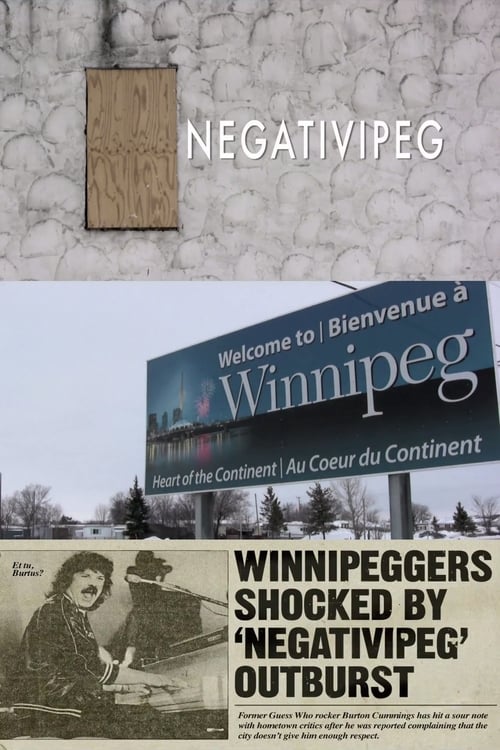 NEGATIVIPEG
Welcome to | Bienvenue à
Winnipeg
Heart of the Continent | Au Coeur du Continent
Et tu,
Burtus?
WINNIPEGGERS
SHOCKED BY
‘NEGATIVIPEG’
OUTBURST
Former Guess Who rocker Burton Cummings has hit a sour note
with hometown critics after he was reported complaining that the
city doesn't give him enough respect.